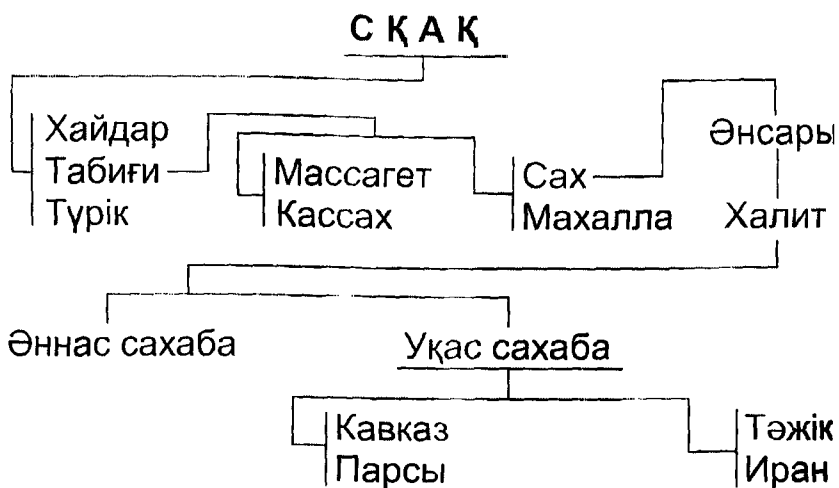 СҚАҚ
Хайдар
Табиғи
Түрік
Массагет
Кассах
Сах
Махалла
Әнсары
Халит
Әннас сахаба
Уқас сахаба
Кавказ
Парсы
Тәжік
Иран